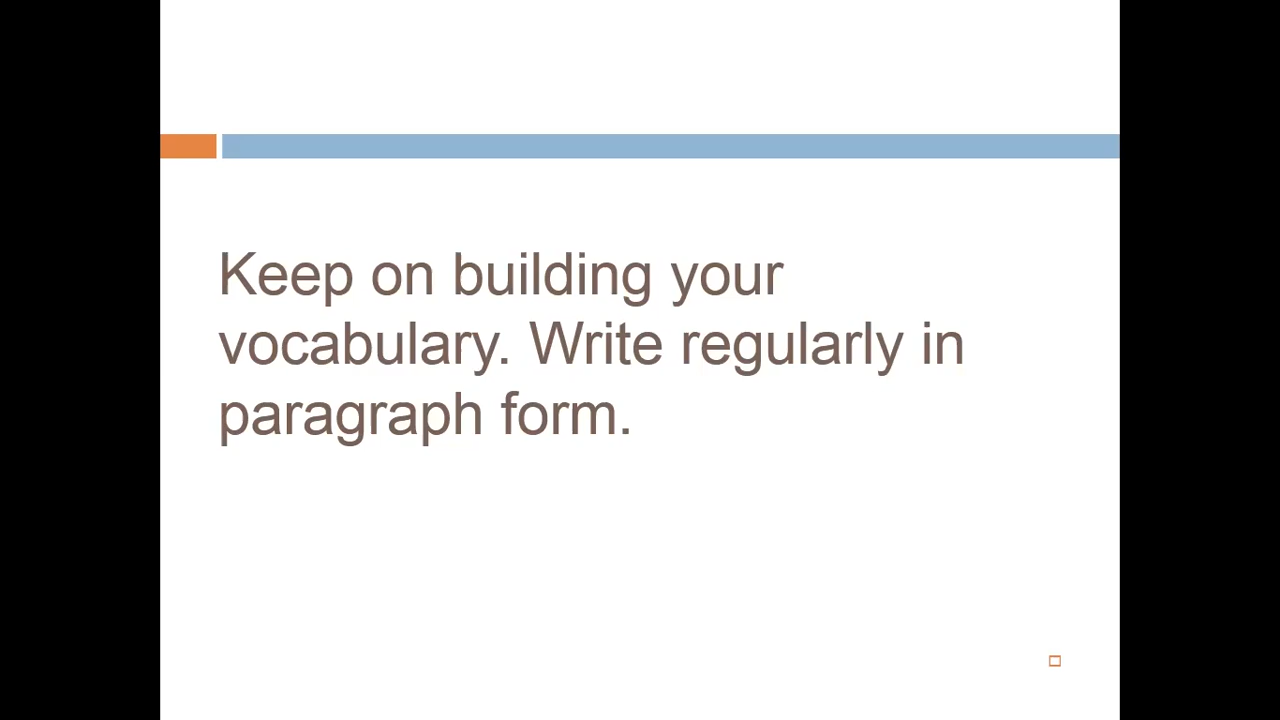 Keep on building your
vocabulary. Write regularly in
paragraph form.